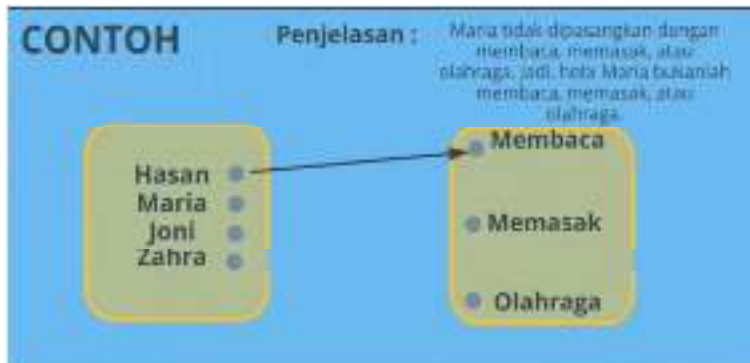 CONTOH
Penjelasan :
Maria tidak dipasangkan dengan
membaca, memasak, atau
olahraga, jadi, hobi Maria bukanlah
membaca, memasak, atau
olahraga.
Hasan
Maria
Joni
Zahra
Membaca
Memasak
Olahraga